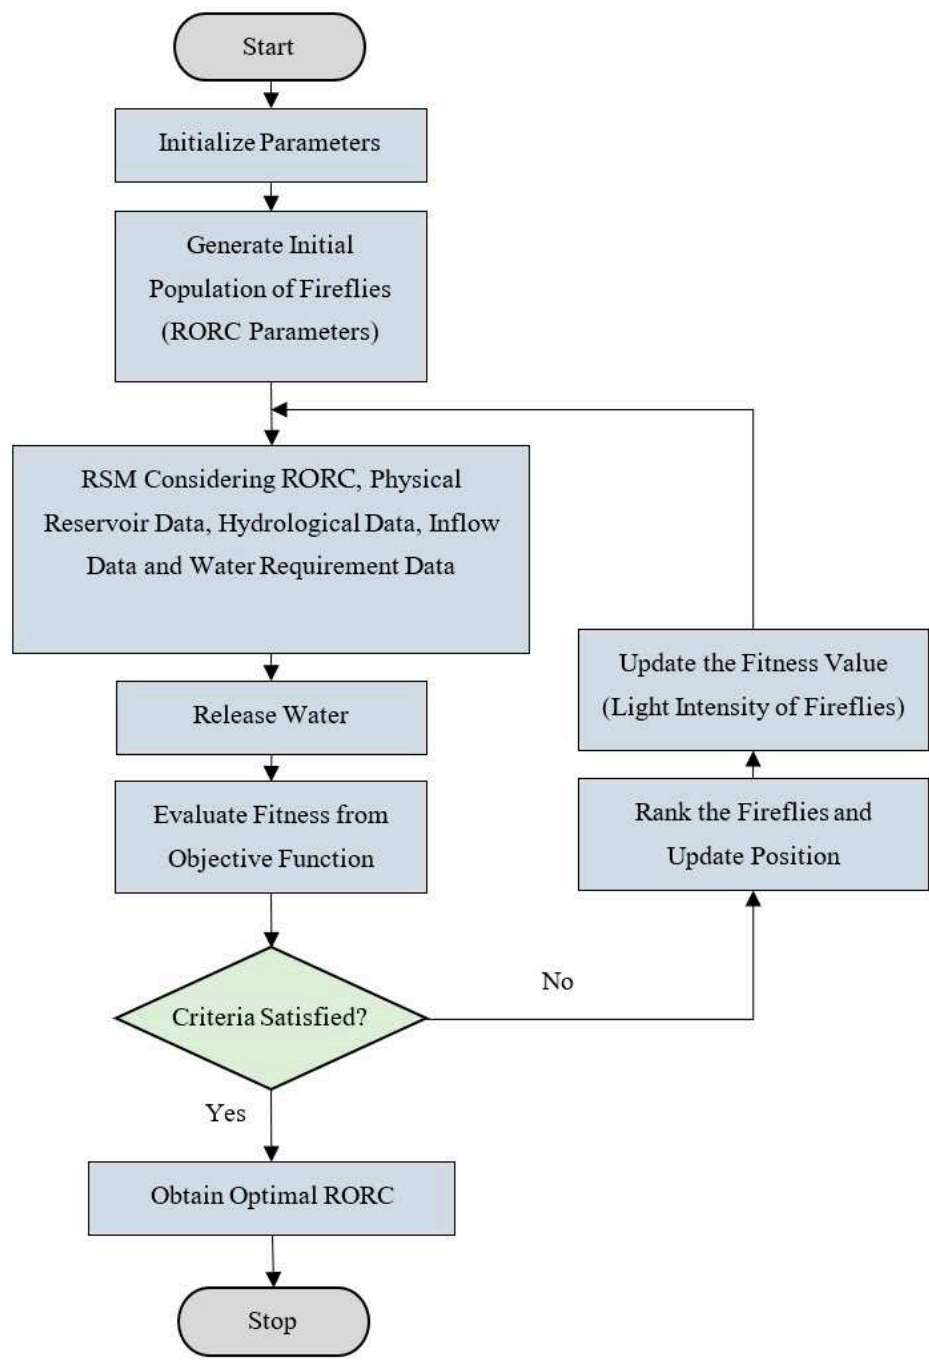 Start
Initialize Parameters
Generate Initial
Population of Fireflies
(RORC Parameters)
RSM Considering RORC, Physical
Reservoir Data, Hydrological Data, Inflow
Data and Water Requirement Data
Release Water
Evaluate Fitness from
Objective Function
Criteria Satisfied?
No
Rank the Fireflies and
Update Position
Update the Fitness Value
(Light Intensity of Fireflies)
Yes
Obtain Optimal RORC
Stop